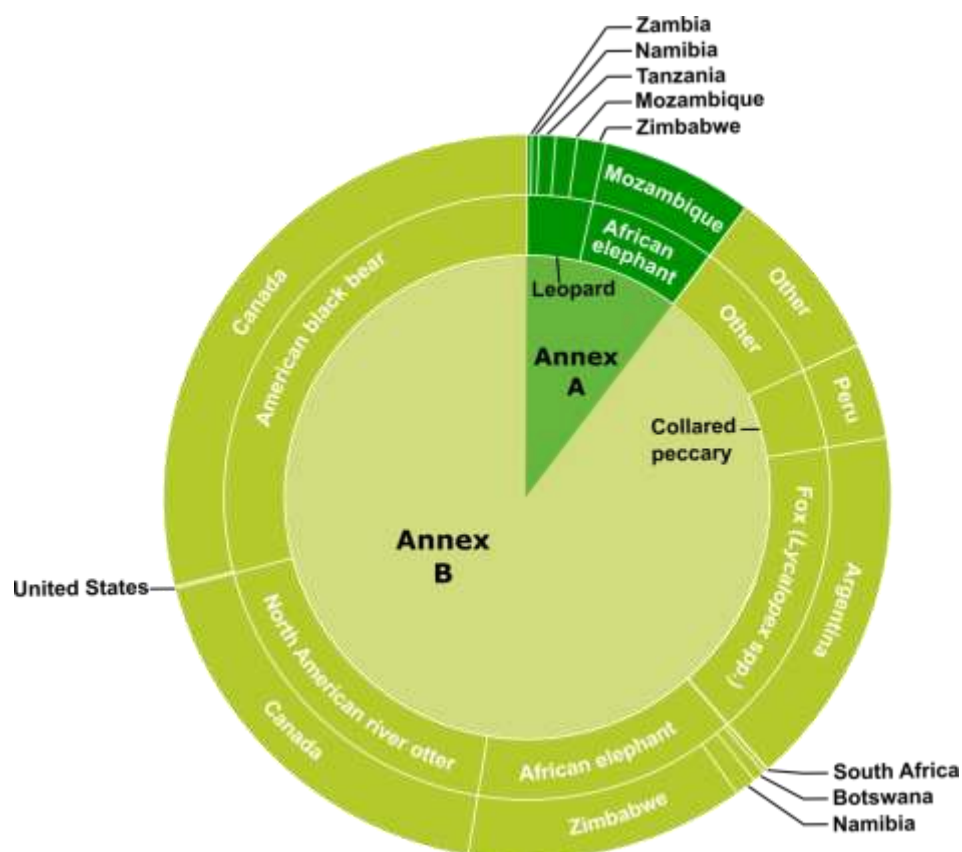 Zambia
Namibia
Tanzania
Mozambique
Zimbabwe
Mozambique
African
elephant
Leopard
Annex
A
Other
Other
Peru
Collared
peccary
Fox (Lycalopex spp.)
Argentina
South Africa
Botswana
Namibia
African elephant
Zimbabwe
North American river otter
Canada
United States
American black bear
Canada
Annex
B